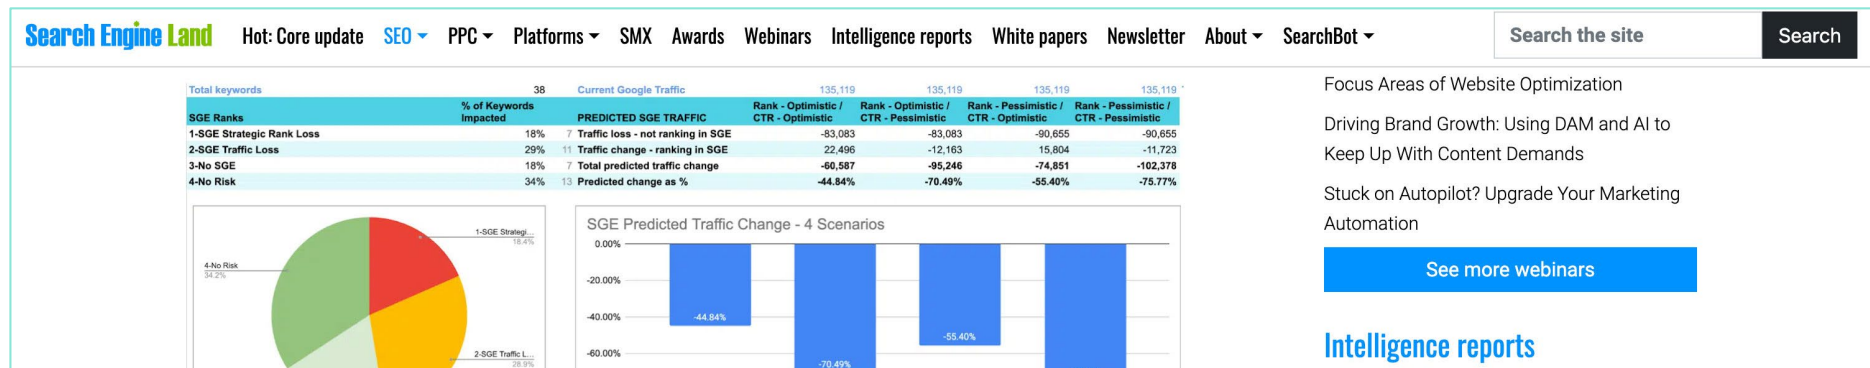 Search Engine Land Hot: Core update SEO PPC Platforms SMX Awards Webinars Intelligence reports White papers Newsletter About SearchBot Search the site Search
Total keywords 38 Current Google Traffic 135,119 135,119 135,119 135,119
SGE Ranks % of Keywords Impacted PREDICTED SGE TRAFFIC Rank - Optimistic / CTR - Optimistic Rank - Optimistic / CTR - Pessimistic Rank - Pessimistic / CTR - Optimistic Rank - Pessimistic / CTR - Pessimistic
1-SGE Strategic Rank Loss 18% 7 Traffic loss - not ranking in SGE -83,083 -83,083 -90,655 -90,655
2-SGE Traffic Loss 29% 11 Traffic change - ranking in SGE 22,496 -12,163 15,804 -11,723
3-No SGE 18% 7 Total predicted traffic change -60,587 -95,246 -74,851 -102,378
4-No Risk 34% 13 Predicted change as % -44.84% -70.49% -55.40% -75.77%
1-SGE Strategi...
18.4%
4-No Risk
34.2%
2-SGE Traffic L...
28.9%
SGE Predicted Traffic Change - 4 Scenarios
0.00%
-20.00%
-40.00%
-60.00%
-44.84%
-70.49%
-55.40%
Focus Areas of Website Optimization
Driving Brand Growth: Using DAM and AI to
Keep Up With Content Demands
Stuck on Autopilot? Upgrade Your Marketing
Automation
See more webinars
Intelligence reports